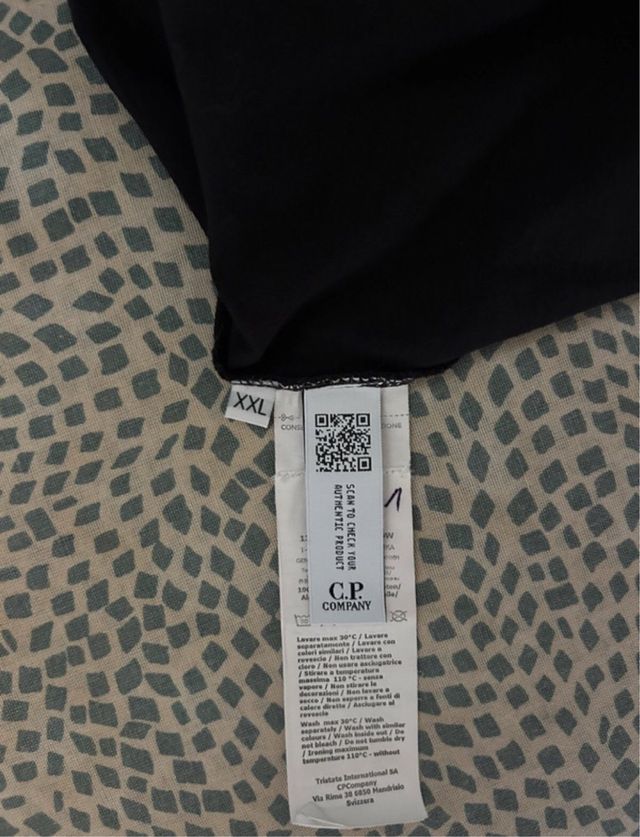 XXL
SCAN TO CHECK YOUR
AUTHENTIC PRODUCT
1
C.P.
COMPANY
Lavare max 30°C / Lavare
separatamente / Lavare con
colori similari / Lavare a
rovescio / Non trattare con
cloro / Non usare asciugatrice
/ Stirare a temperatura
massima 110 °C - senza
vapore / Non stirare le
decorazioni / Non lavare a
secco / Non esporre a fonti di
calore dirette / Asciugare al
rovescio
Wash max 30°C / Wash
separately / Wash with similar
colours / Wash inside out / Do
not bleach / Do not tumble dry
/ Ironing maximum
temperature 110°C - without
Tristate International SA
CPCompany
Via Rime 38 6850 Mendrisio
Svizzera